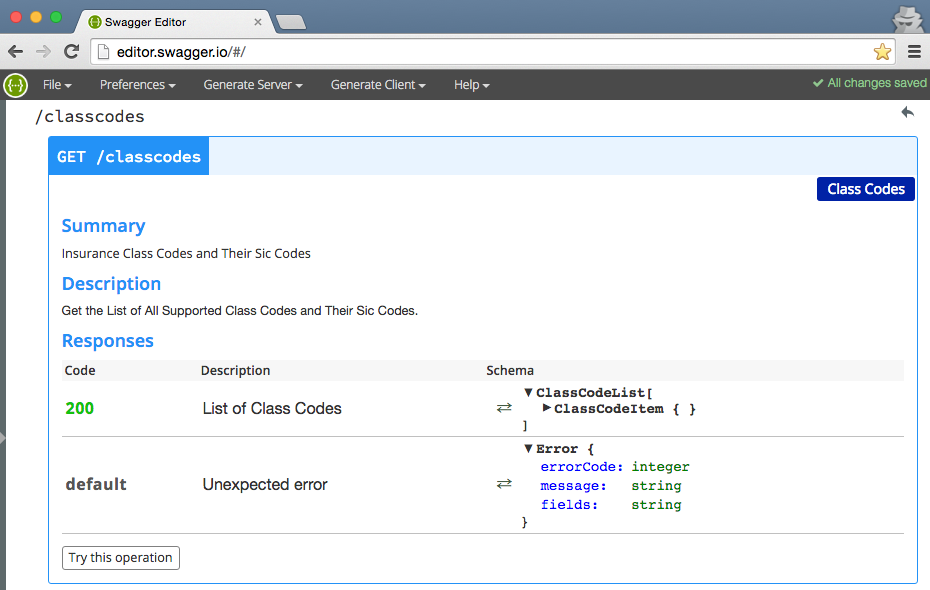 Swagger Editor
editor.swagger.io/#/
{···} File Preferences Generate Server Generate Client Help ✔ All changes saved
/classcodes
GET /classcodes
Class Codes
Summary
Insurance Class Codes and Their Sic Codes
Description
Get the List of All Supported Class Codes and Their Sic Codes.
Responses
Code Description Schema
200 List of Class Codes ⇄ ▼ClassCodeList[
▶ClassCodeItem { }
]
default Unexpected error ⇄ ▼Error {
errorCode: integer
message: string
fields: string
}
Try this operation